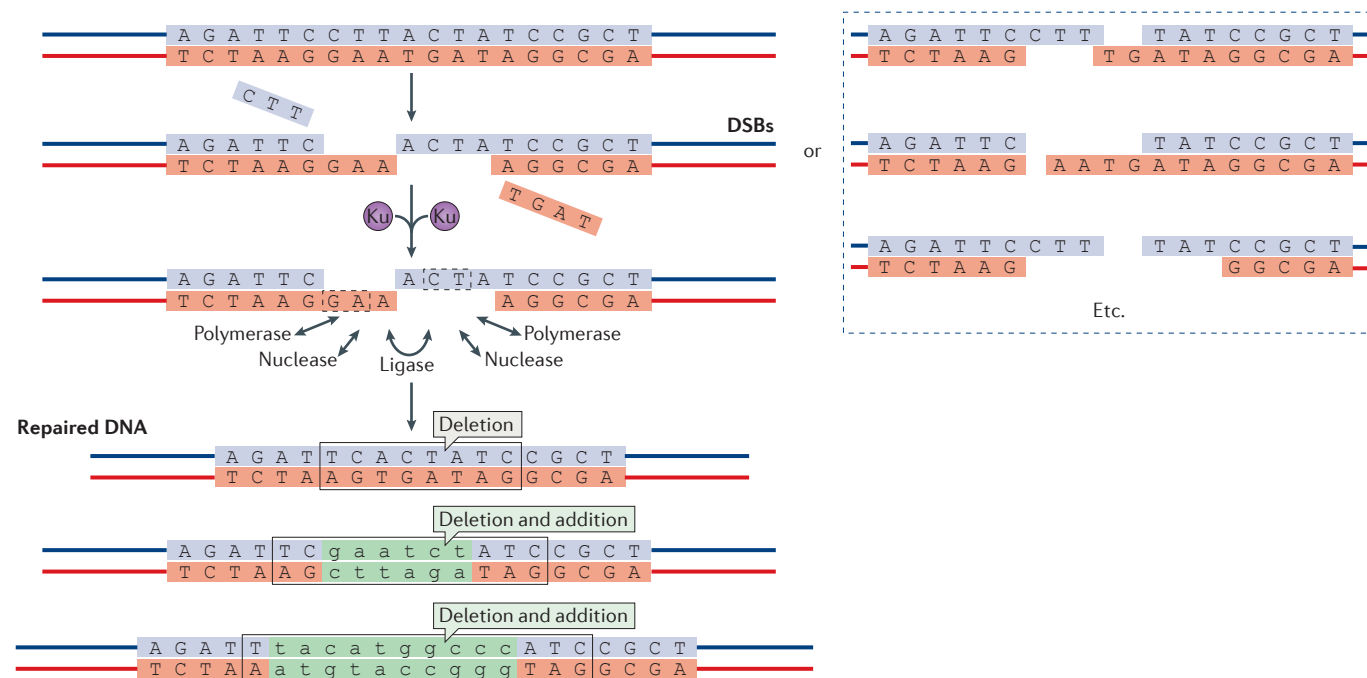 A G A T T C C T T A C T A T C C G C T
T C T A A G G A A T G A T A G G C G A
C T T
DSBs
A G A T T C A C T A T C C G C T
T C T A A G G A A A G G C G A
T G A T
Ku Ku
A G A T T C A C T A T C C G C T
T C T A A G G A A A G G C G A
Polymerase Polymerase
Nuclease Nuclease
Ligase
or
A G A T T C C T T T A T C C G C T
T C T A A G T G A T A G G C G A
A G A T T C T A T C C G C T
T C T A A G A A T G A T A G G C G A
A G A T T C C T T T A T C C G C T
T C T A A G G G C G A
Etc.
Repaired DNA
Deletion
A G A T T C A C T A T C C G C T
T C T A A G T G A T A G G C G A
Deletion and addition
A G A T T C g a a t c t A T C C G C T
T C T A A G c t t a g a T A G G C G A
Deletion and addition
A G A T T t a c a t g g c c c A T C C G C T
T C T A A a t g t a c c g g g T A G G C G A